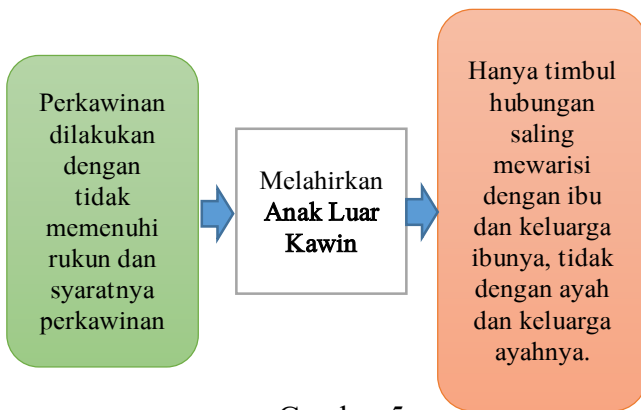 Perkawinan
dilakukan
dengan
tidak
memenuhi
rukun dan
syaratnya
perkawinan
Melahirkan
Anak Luar
Kawin
Hanya timbul
hubungan
saling
mewarisi
dengan ibu
dan keluarga
ibunya, tidak
dengan ayah
dan keluarga
ayahnya.